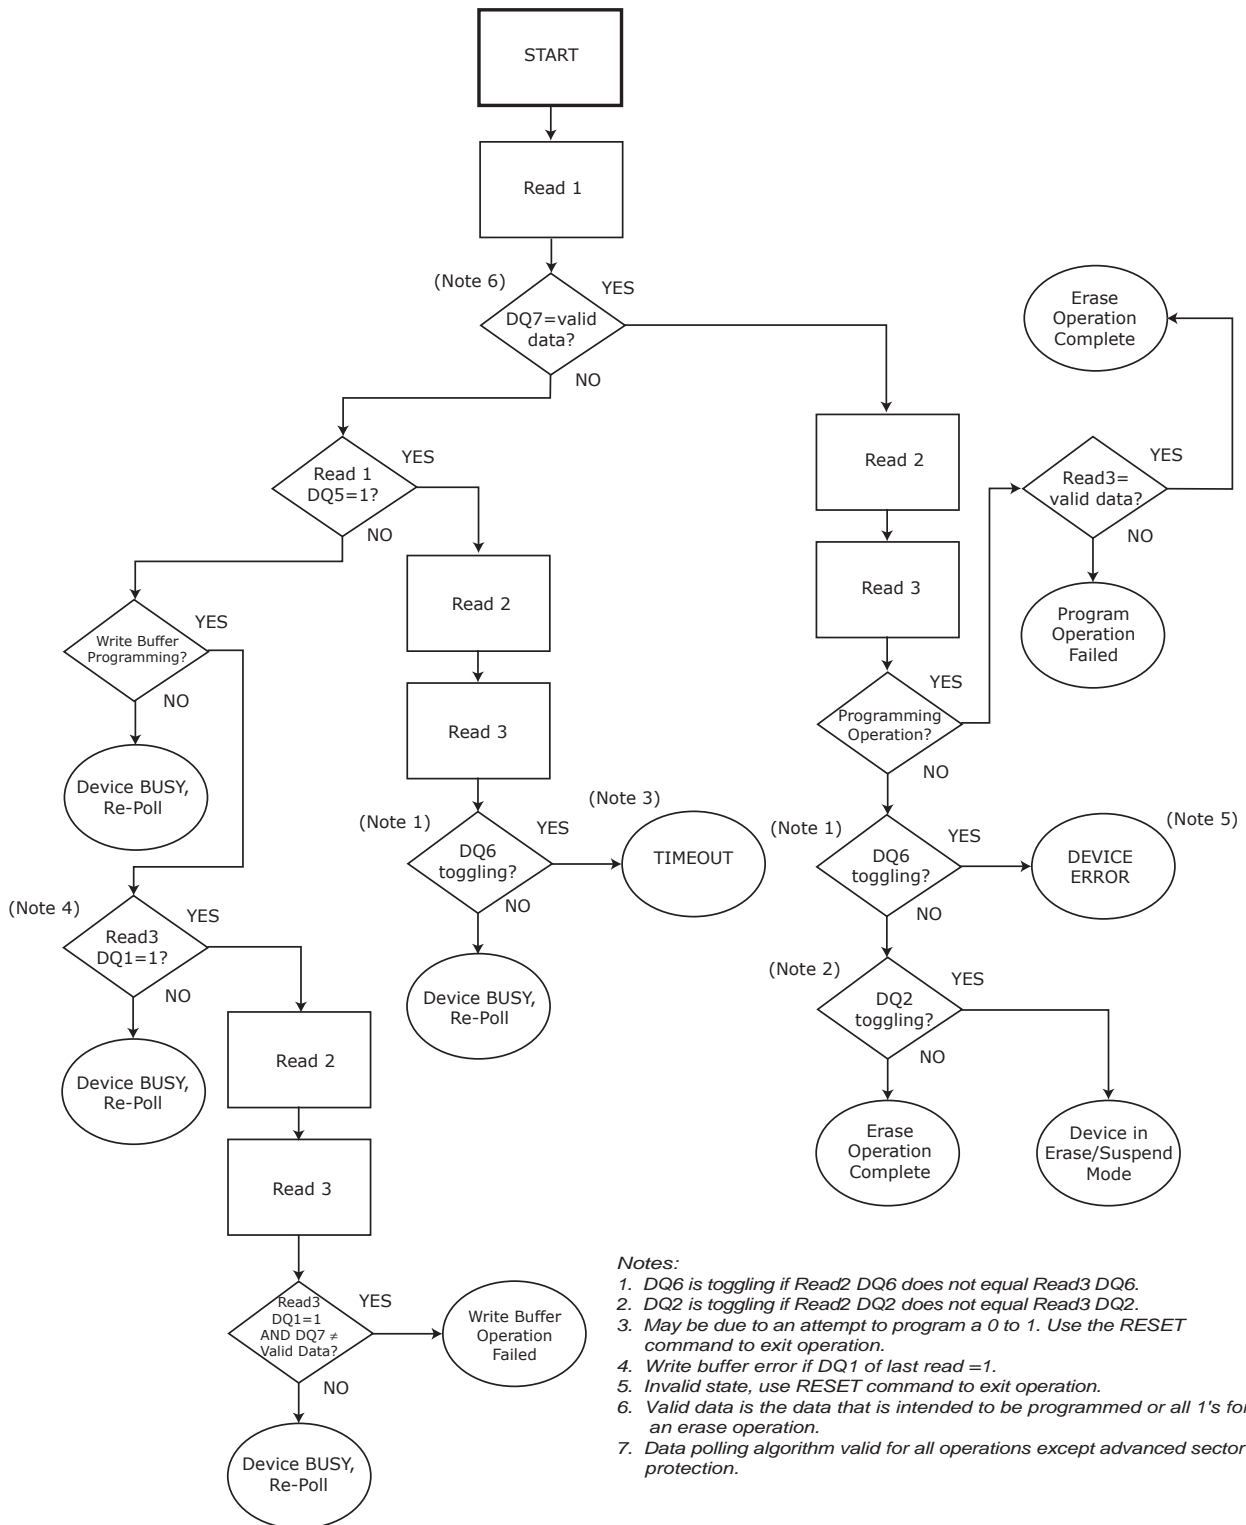 START
Read 1
(Note 6)
YES
DQ7=valid
data?
NO
Erase
Operation
Complete
Read 1
DQ5=1?
YES
NO
Read 2
Read3=
valid data?
YES
NO
Write Buffer
Programming?
YES
NO
Read 2
Read 3
Program
Operation
Failed
Device BUSY,
Re-Poll
Read 3
Programming
Operation?
YES
NO
(Note 1)
DQ6
toggling?
YES
NO
(Note 3)
TIMEOUT
(Note 1)
DQ6
toggling?
YES
NO
DEVICE
ERROR
(Note 5)
(Note 4)
Read3
DQ1=1?
YES
NO
Device BUSY,
Re-Poll
(Note 2)
DQ2
toggling?
YES
NO
Device BUSY,
Re-Poll
Read 2
Erase
Operation
Complete
Device in
Erase/Suspend
Mode
Read 3
Read3
DQ1=1
AND DQ7 ≠
Valid Data?
YES
NO
Write Buffer
Operation
Failed
Device BUSY,
Re-Poll
Notes:
1. DQ6 is toggling if Read2 DQ6 does not equal Read3 DQ6.
2. DQ2 is toggling if Read2 DQ2 does not equal Read3 DQ2.
3. May be due to an attempt to program a 0 to 1. Use the RESET
command to exit operation.
4. Write buffer error if DQ1 of last read =1.
5. Invalid state, use RESET command to exit operation.
6. Valid data is the data that is intended to be programmed or all 1's for
an erase operation.
7. Data polling algorithm valid for all operations except advanced sector
protection.